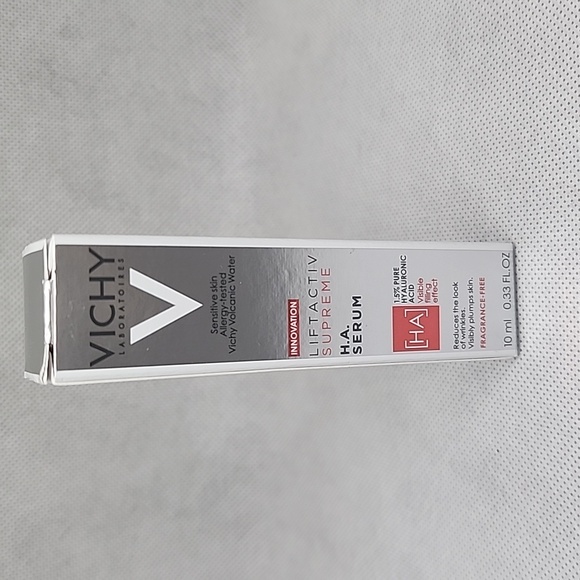 VICHY
LABORATOIRES
V
Sensitive skin
Allergy-tested
Vichy Volcanic Water
INNOVATION
LIFTACTIV
SUPREME
H.A.
SERUM
[HA]
1.5% PURE
HYALURONIC
ACID
Visible
filling
effect
Reduces the look
of wrinkles.
Visibly plumps skin.
FRAGRANCE-FREE
10 ml 0.33 FL.OZ